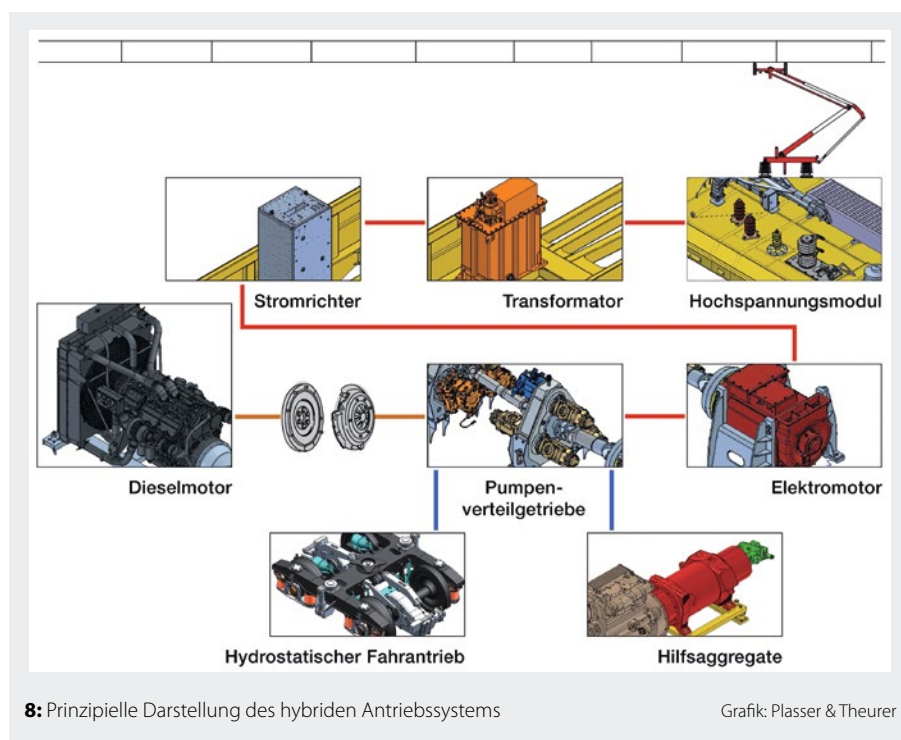 Stromrichter
Transformator
Hochspannungsmodul
Dieselmotor
Pumpen-
verteilgetriebe
Elektromotor
Hydrostatischer Fahrantrieb
Hilfsaggregate
8: Prinzipielle Darstellung des hybriden Antriebssystems
Grafik: Plasser & Theurer